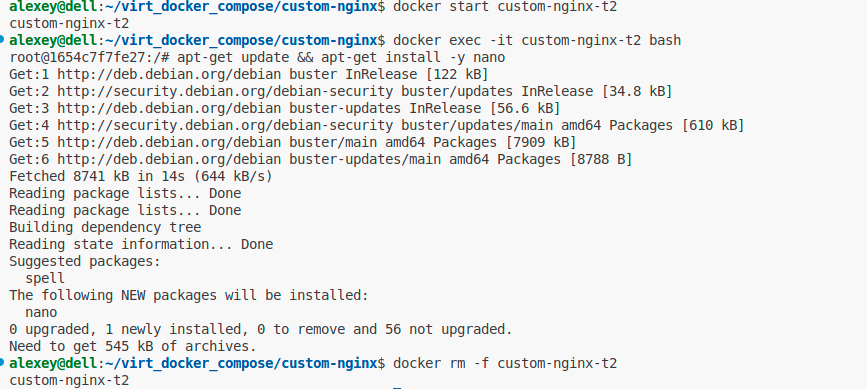 alexey@dell:~/virt_docker_compose/custom-nginx$ docker start custom-nginx-t2
custom-nginx-t2
alexey@dell:~/virt_docker_compose/custom-nginx$ docker exec -it custom-nginx-t2 bash
root@1654c7f7fe27:/# apt-get update && apt-get install -y nano
Get:1 http://deb.debian.org/debian buster InRelease [122 kB]
Get:2 http://security.debian.org/debian-security buster/updates InRelease [34.8 kB]
Get:3 http://deb.debian.org/debian buster-updates InRelease [56.6 kB]
Get:4 http://security.debian.org/debian-security buster/updates/main amd64 Packages [610 kB]
Get:5 http://deb.debian.org/debian buster/main amd64 Packages [7909 kB]
Get:6 http://deb.debian.org/debian buster-updates/main amd64 Packages [8788 B]
Fetched 8741 kB in 14s (644 kB/s)
Reading package lists... Done
Reading package lists... Done
Building dependency tree
Reading state information... Done
Suggested packages:
  spell
The following NEW packages will be installed:
  nano
0 upgraded, 1 newly installed, 0 to remove and 56 not upgraded.
Need to get 545 kB of archives.
alexey@dell:~/virt_docker_compose/custom-nginx$ docker rm -f custom-nginx-t2
custom-nginx-t2